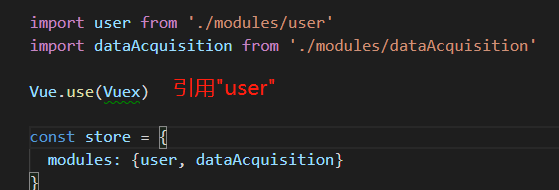 import user from './modules/user'
import dataAcquisition from './modules/dataAcquisition'
Vue.use(Vuex) 引用"user"
const store = {
modules: {user, dataAcquisition}
}